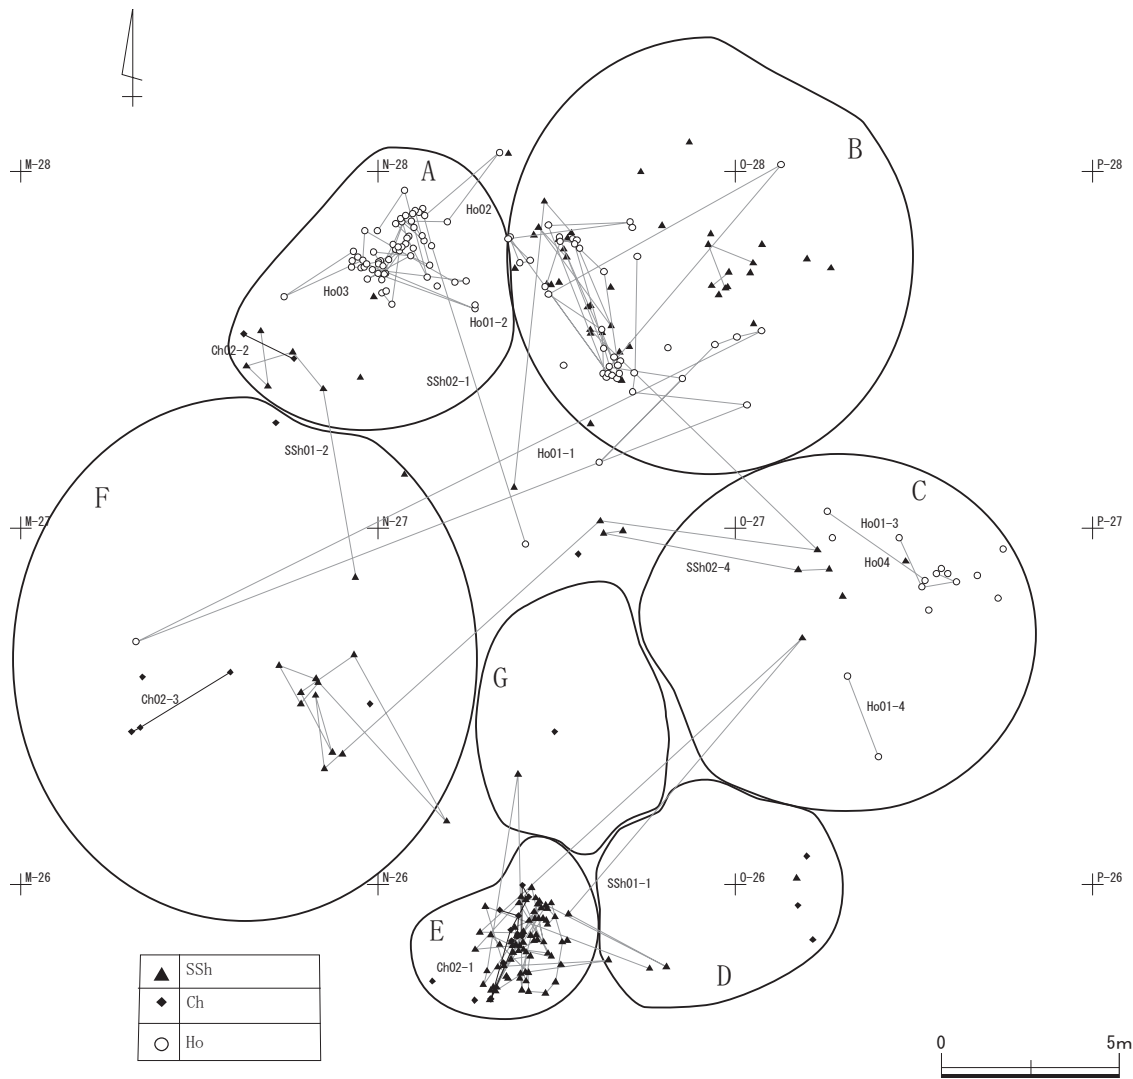 B
M-28
N-28
A
O-28
P-28
Ho02
Ho03
Ho01-2
Ch02-2
SSh02-1
SSh01-2
Ho01-1
F
C
M-27
N-27
O-27
P-27
Ho01-3
Ho04
SSh02-4
G
Ch02-3
Ho01-4
M-26
N-26
SSh01-1
O-26
P-26
E
Ch02-1
D
SSh
Ch
Ho
0 5m